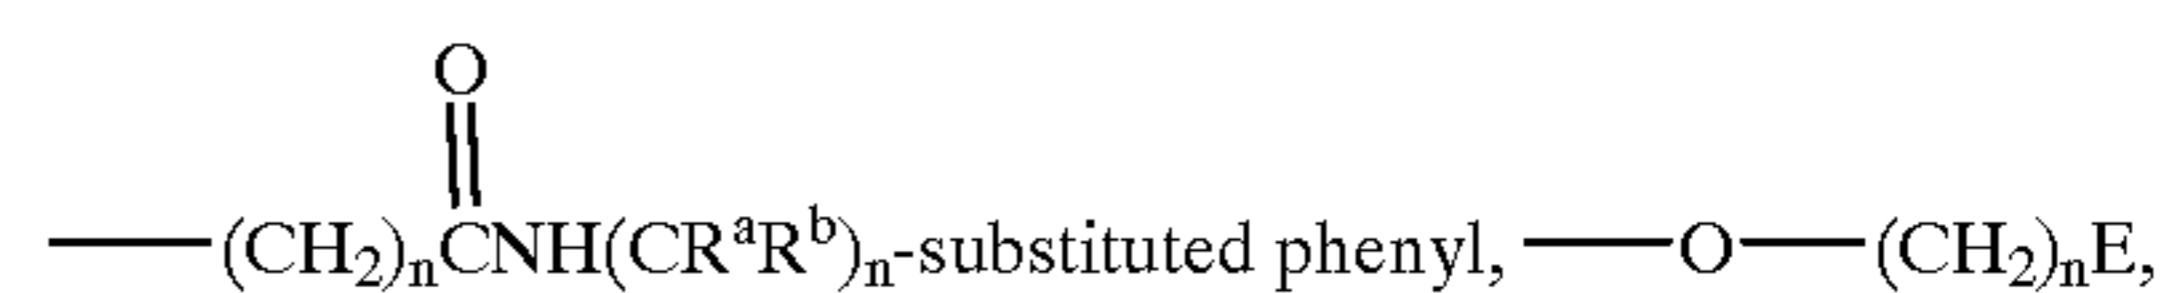 O
(CH₂)ₙCNH(CRᵃRᵇ)ₙ-substituted phenyl, —O—(CH₂)ₙE,